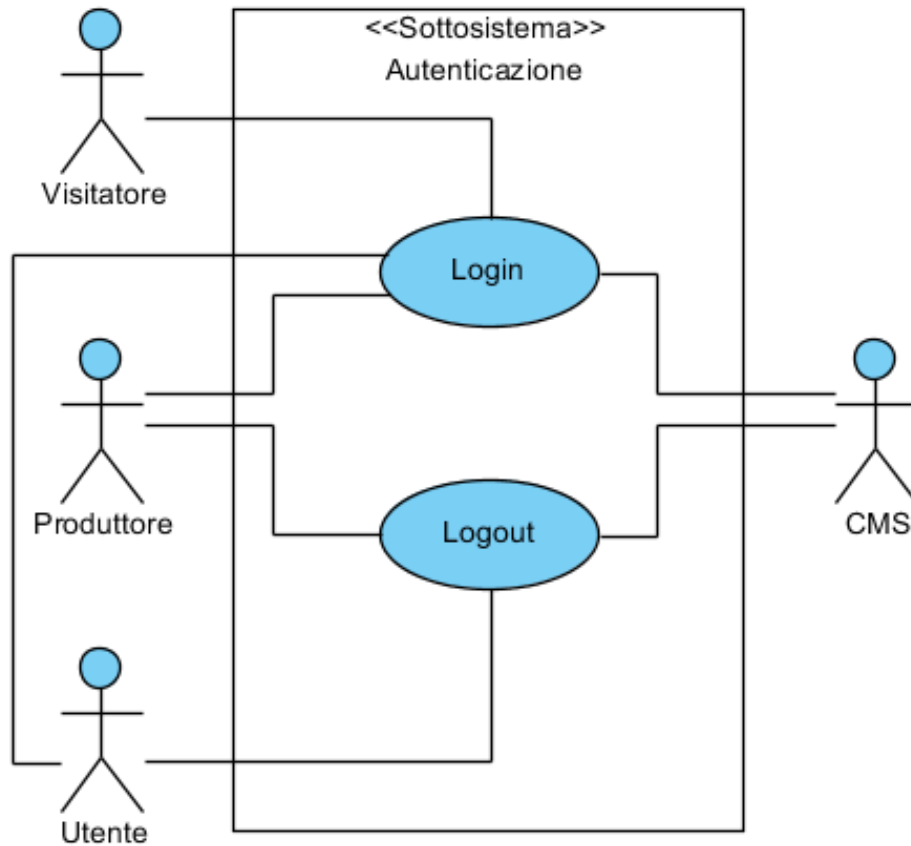 <<Sottosistema>>
Autenticazione
Visitatore
Login
Produttore
Logout
CMS
Utente